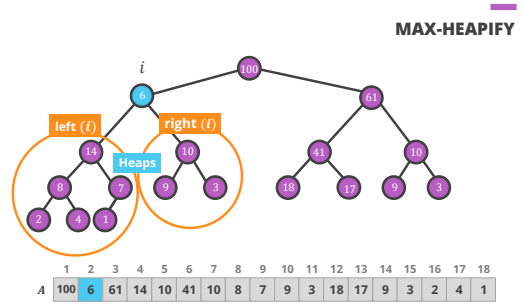 MAX-HEAPIFY
i
100
6
61
left (i)
right (i)
14
10
41
10
Heaps
8
7
9
3
18
17
9
3
2
4
1
1 2 3 4 5 6 7 8 9 10 11 12 13 14 15 16 17 18
A 100 6 61 14 10 41 10 8 7 9 3 18 17 9 3 2 4 1